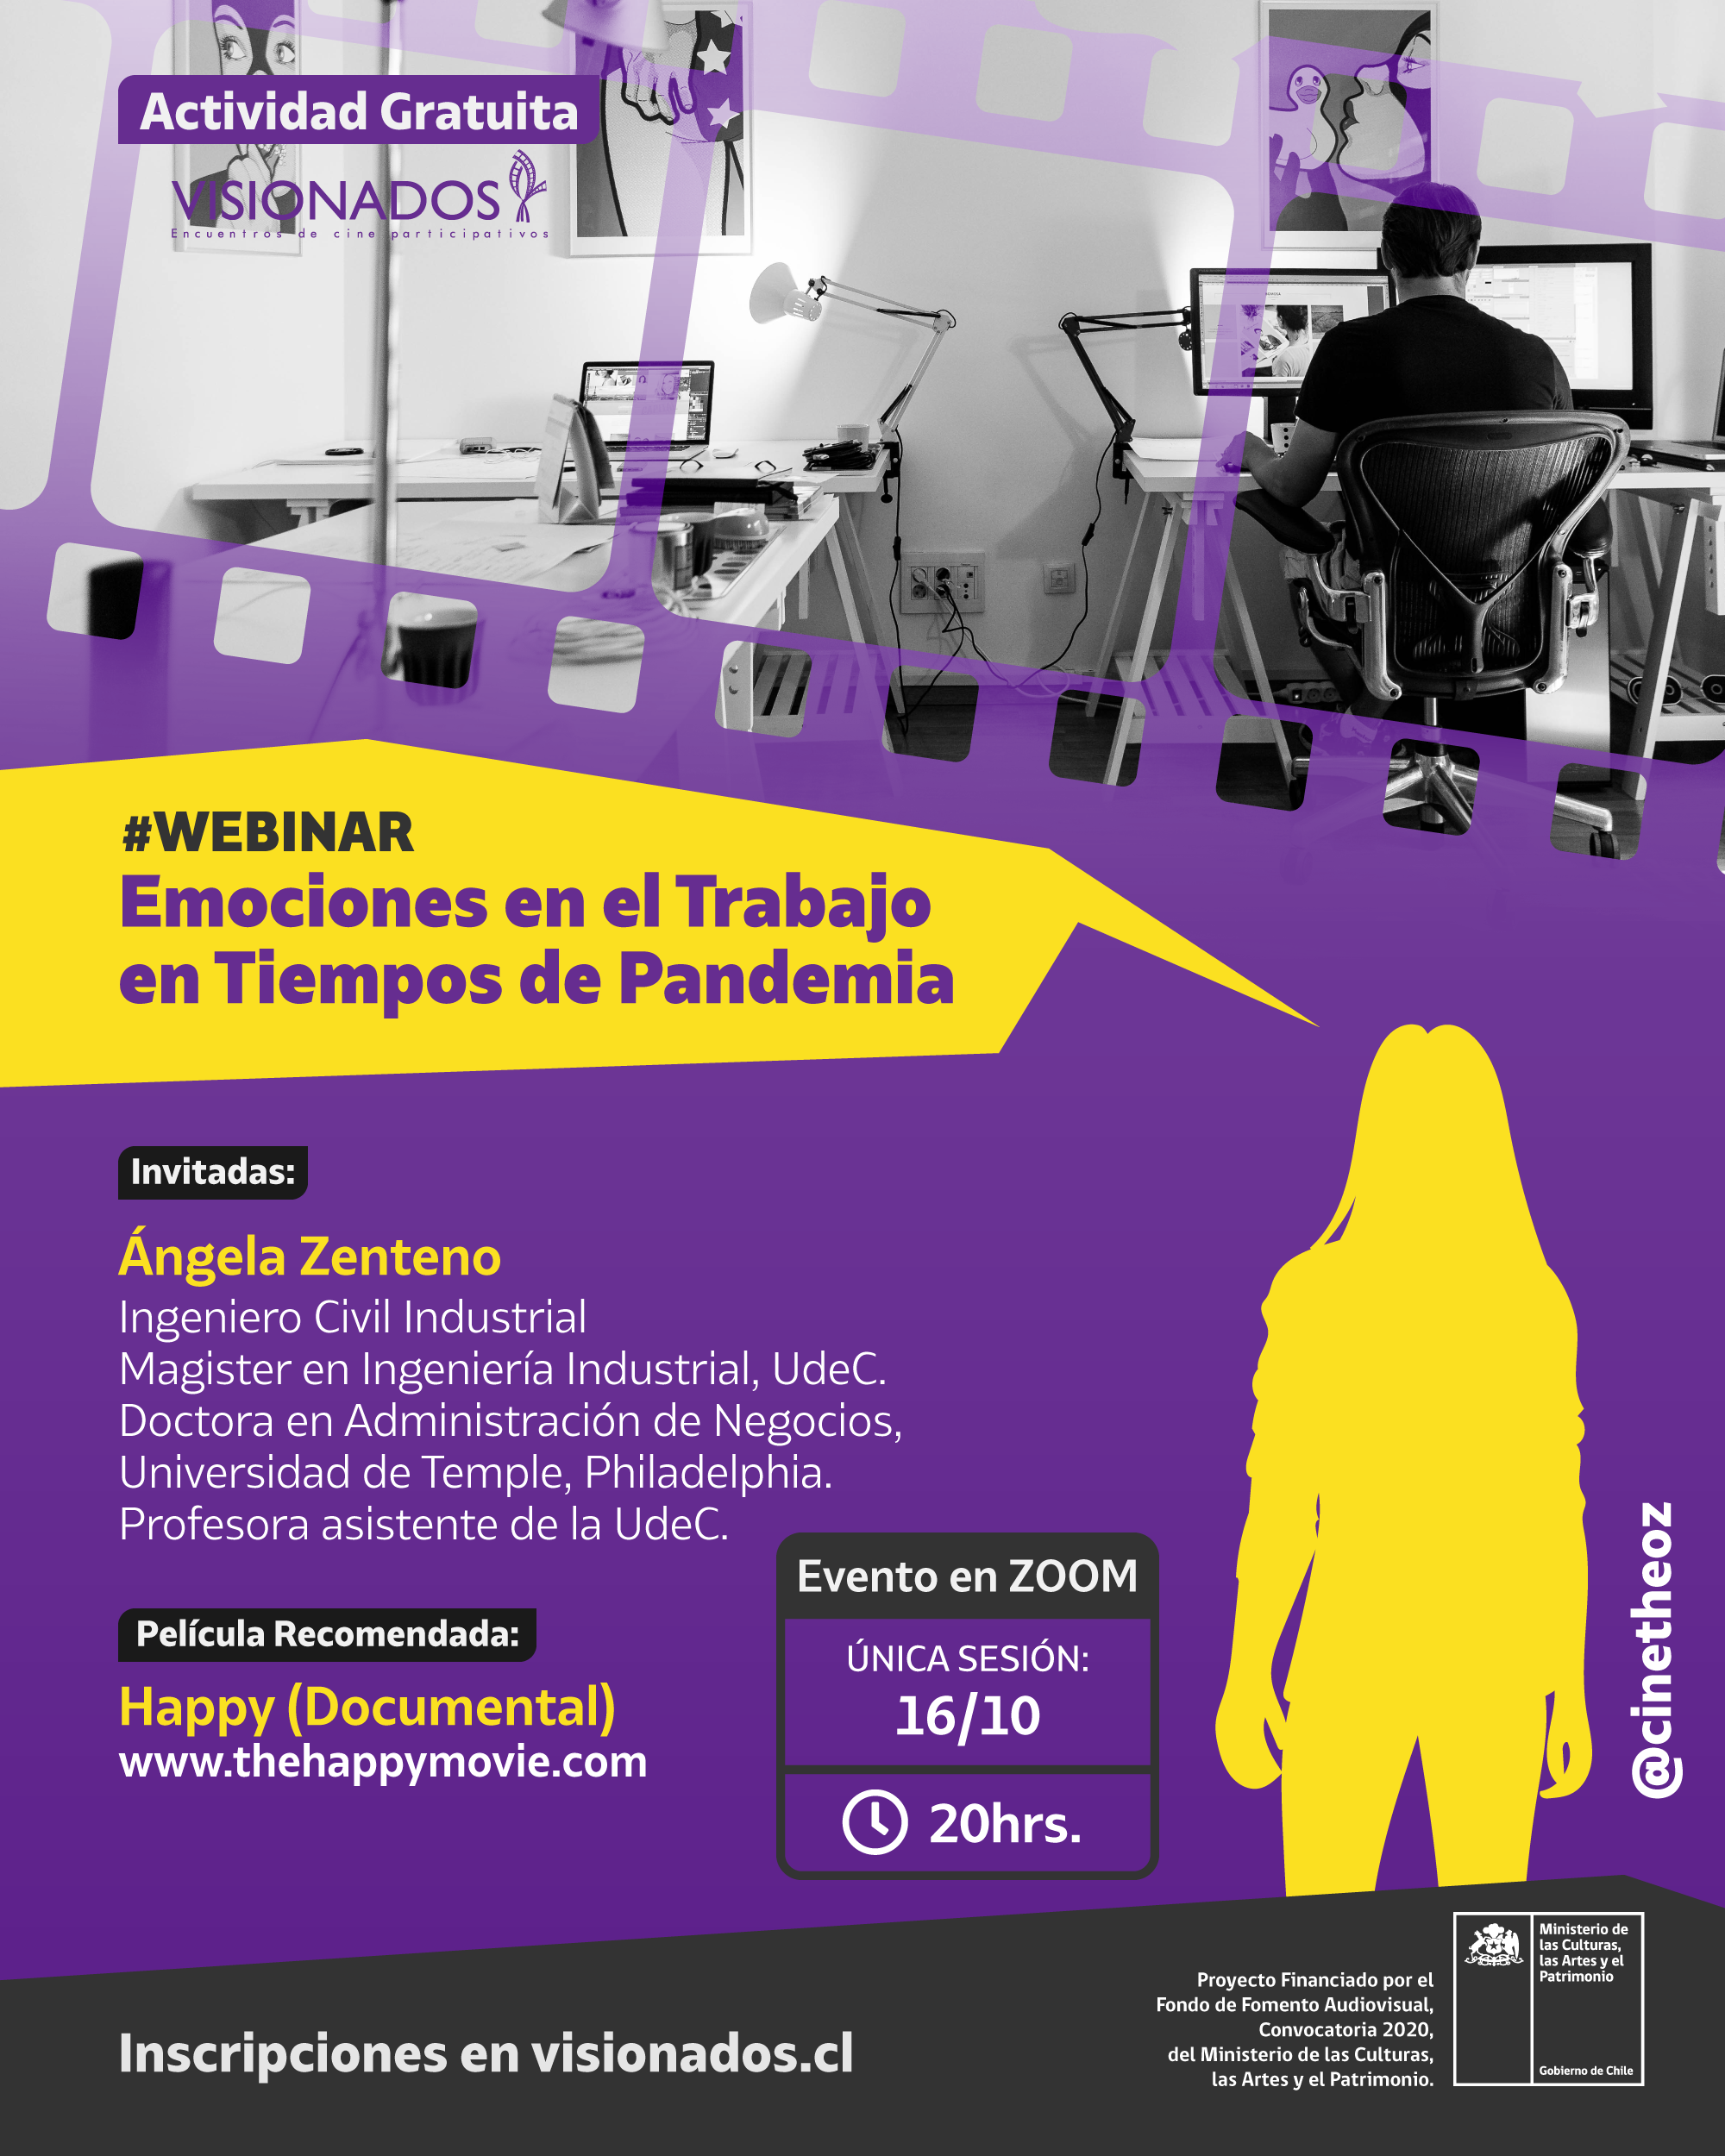 Actividad Gratuita
VISIONADOS
Encuentros de cine participativos
#WEBINAR
Emociones en el Trabajo
en Tiempos de Pandemia
Invitadas:
Ángela Zenteno
Ingeniero Civil Industrial
Magister en Ingeniería Industrial, UdeC.
Doctora en Administración de Negocios,
Universidad de Temple, Philadelphia.
Profesora asistente de la UdeC.
Película Recomendada:
Happy (Documental)
www.thehappymovie.com
Evento en ZOOM
ÚNICA SESIÓN:
16/10
20hrs.
@cinetheoz
Inscripciones en visionados.cl
Proyecto Financiado por el
Fondo de Fomento Audiovisual,
Convocatoria 2020,
del Ministerio de las Culturas,
las Artes y el Patrimonio.
Ministerio de
las Culturas,
las Artes y el
Patrimonio
Gobierno de Chile